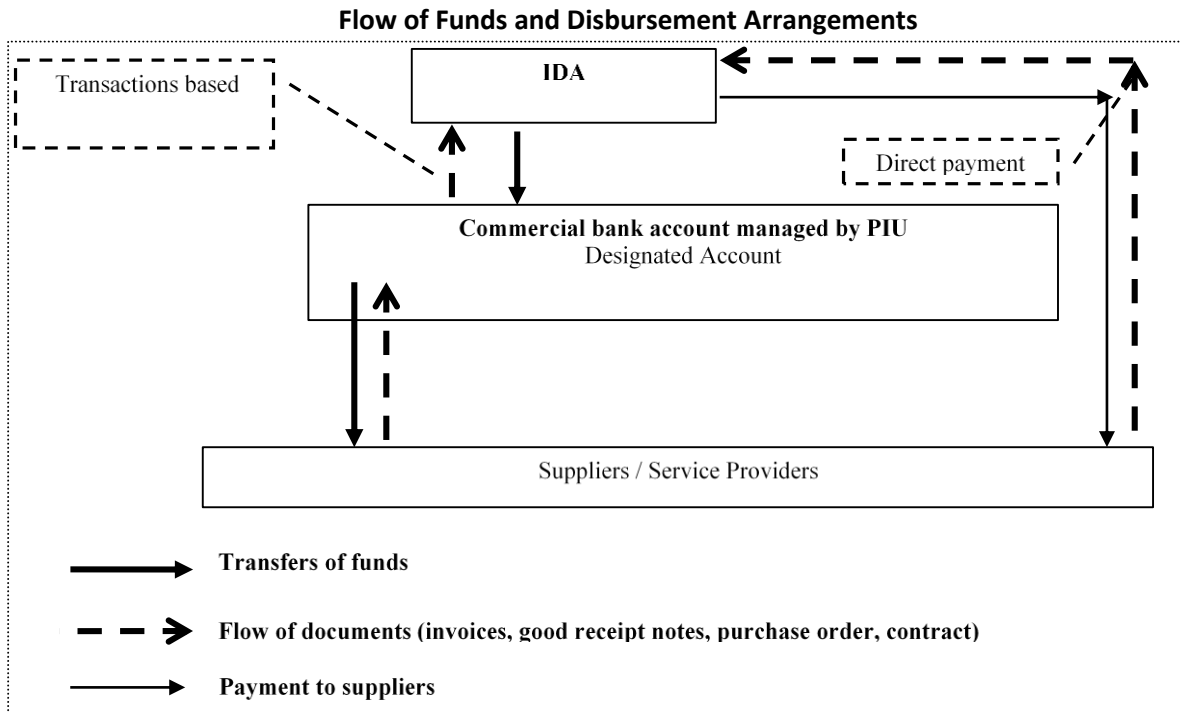 Flow of Funds and Disbursement Arrangements
Transactions based
IDA
Direct payment
Commercial bank account managed by PIU
Designated Account
Suppliers / Service Providers
Transfers of funds
Flow of documents (invoices, good receipt notes, purchase order, contract)
Payment to suppliers